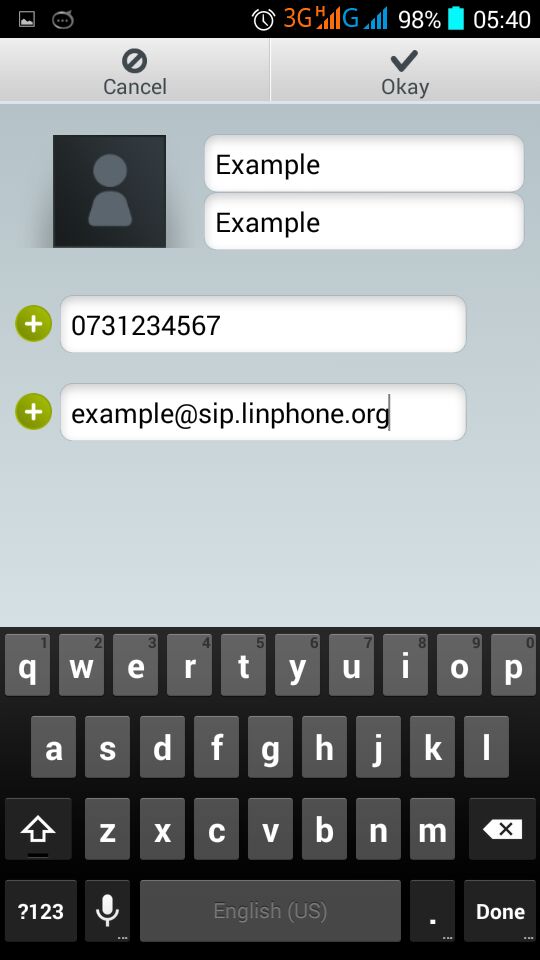 3G H G 98% 05:40
Cancel Okay
Example
Example
0731234567
example@sip.linphone.org
1 2 3 4 5 6 7 8 9 0
q w e r t y u i o p
a s d f g h j k l
z x c v b n m
?123 English (US) . Done